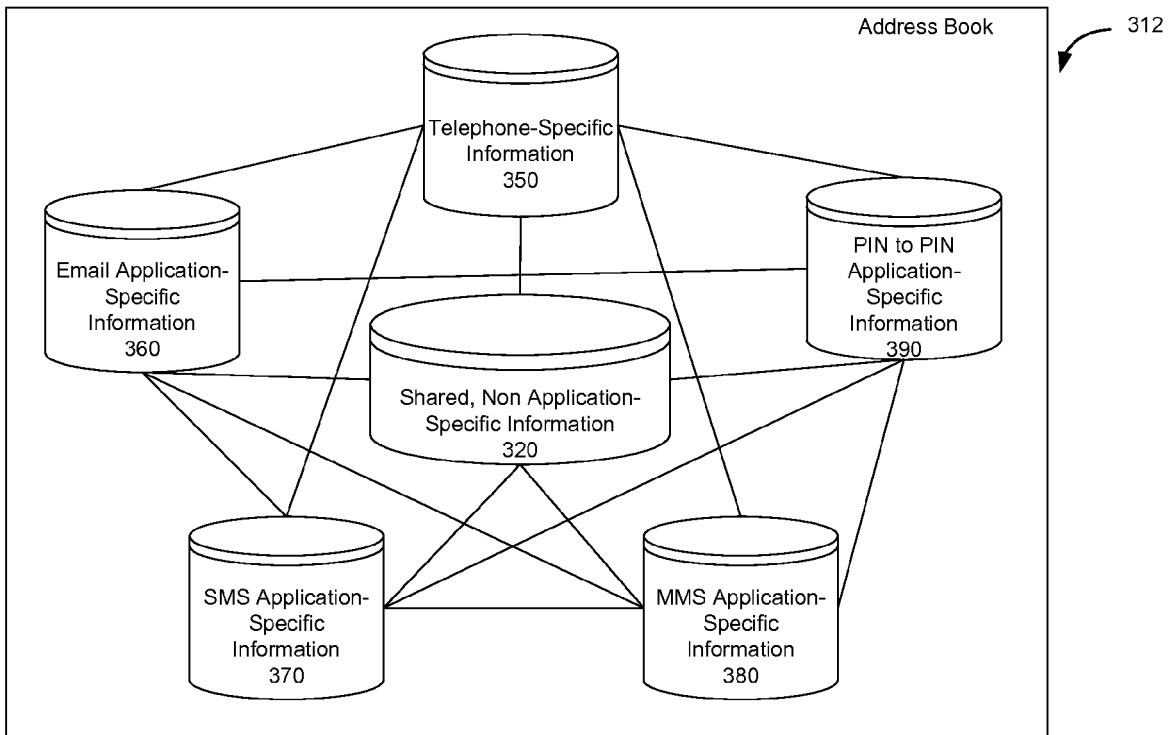 Address Book
312
Telephone-Specific
Information
350
Email Application-
Specific
Information
360
PIN to PIN
Application-
Specific
Information
390
Shared, Non Application-
Specific Information
320
SMS Application-
Specific
Information
370
MMS Application-
Specific
Information
380